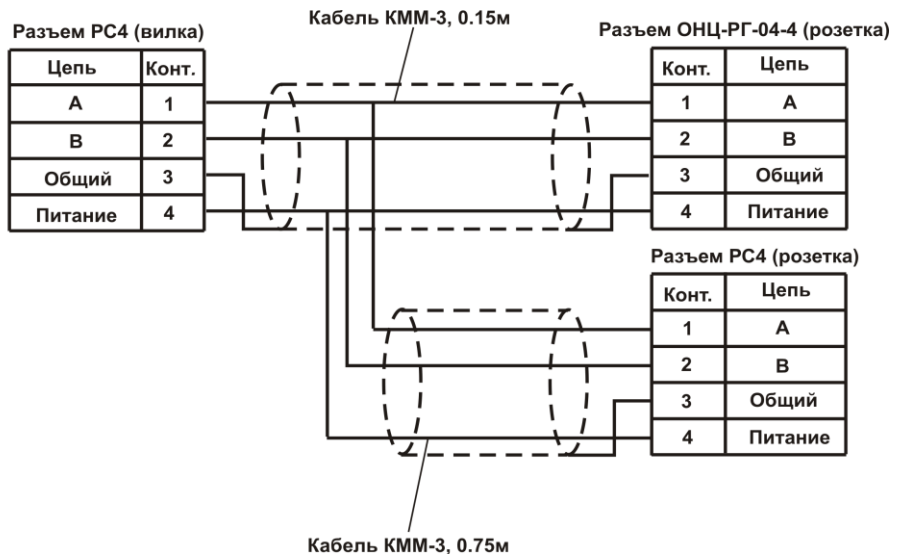 Кабель КММ-3, 0.15м
Разъем РС4 (вилка)
Цепь Конт.
А 1
В 2
Общий 3
Питание 4
Разъем ОНЦ-РГ-04-4 (розетка)
Конт. Цепь
1 А
2 В
3 Общий
4 Питание
Разъем РС4 (розетка)
Конт. Цепь
1 А
2 В
3 Общий
4 Питание
Кабель КММ-3, 0.75м